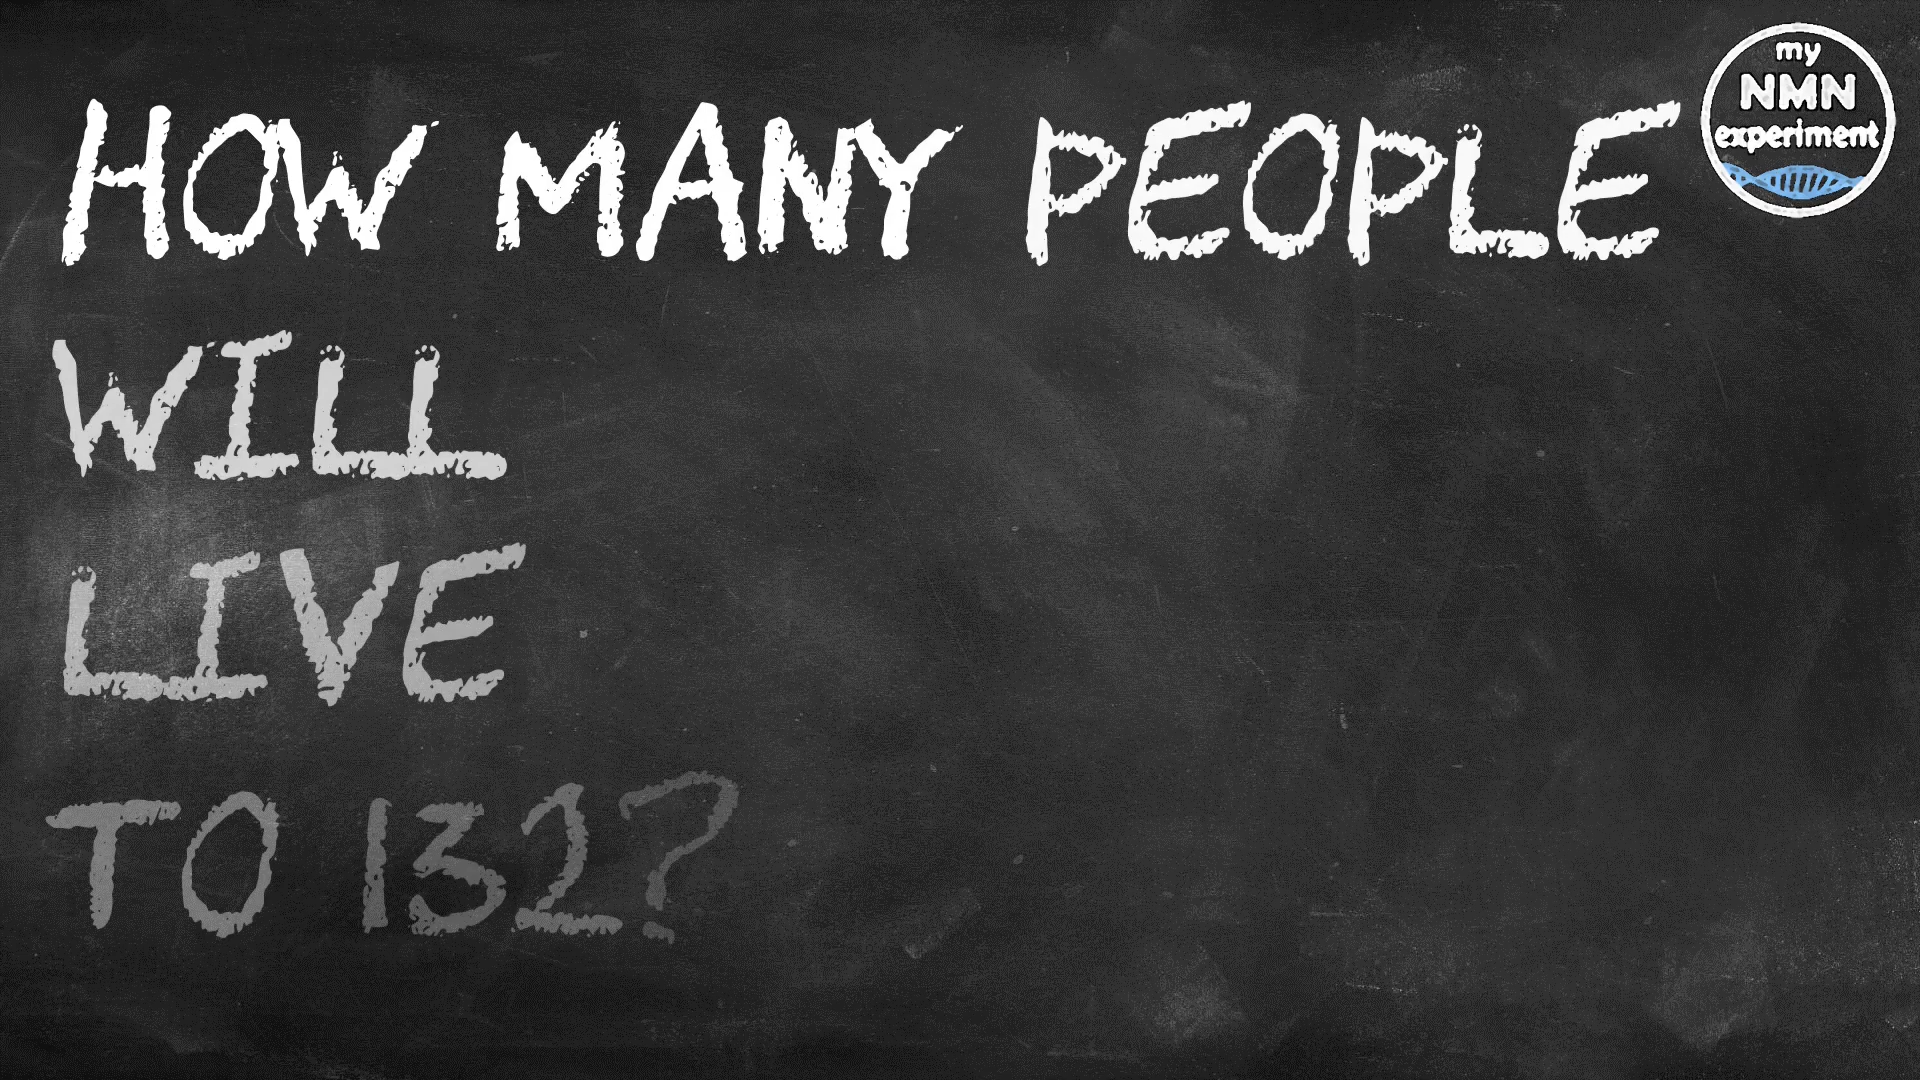 HOW MANY PEOPLE
WILL
LIVE
TO 132?
my
NMN
experiment